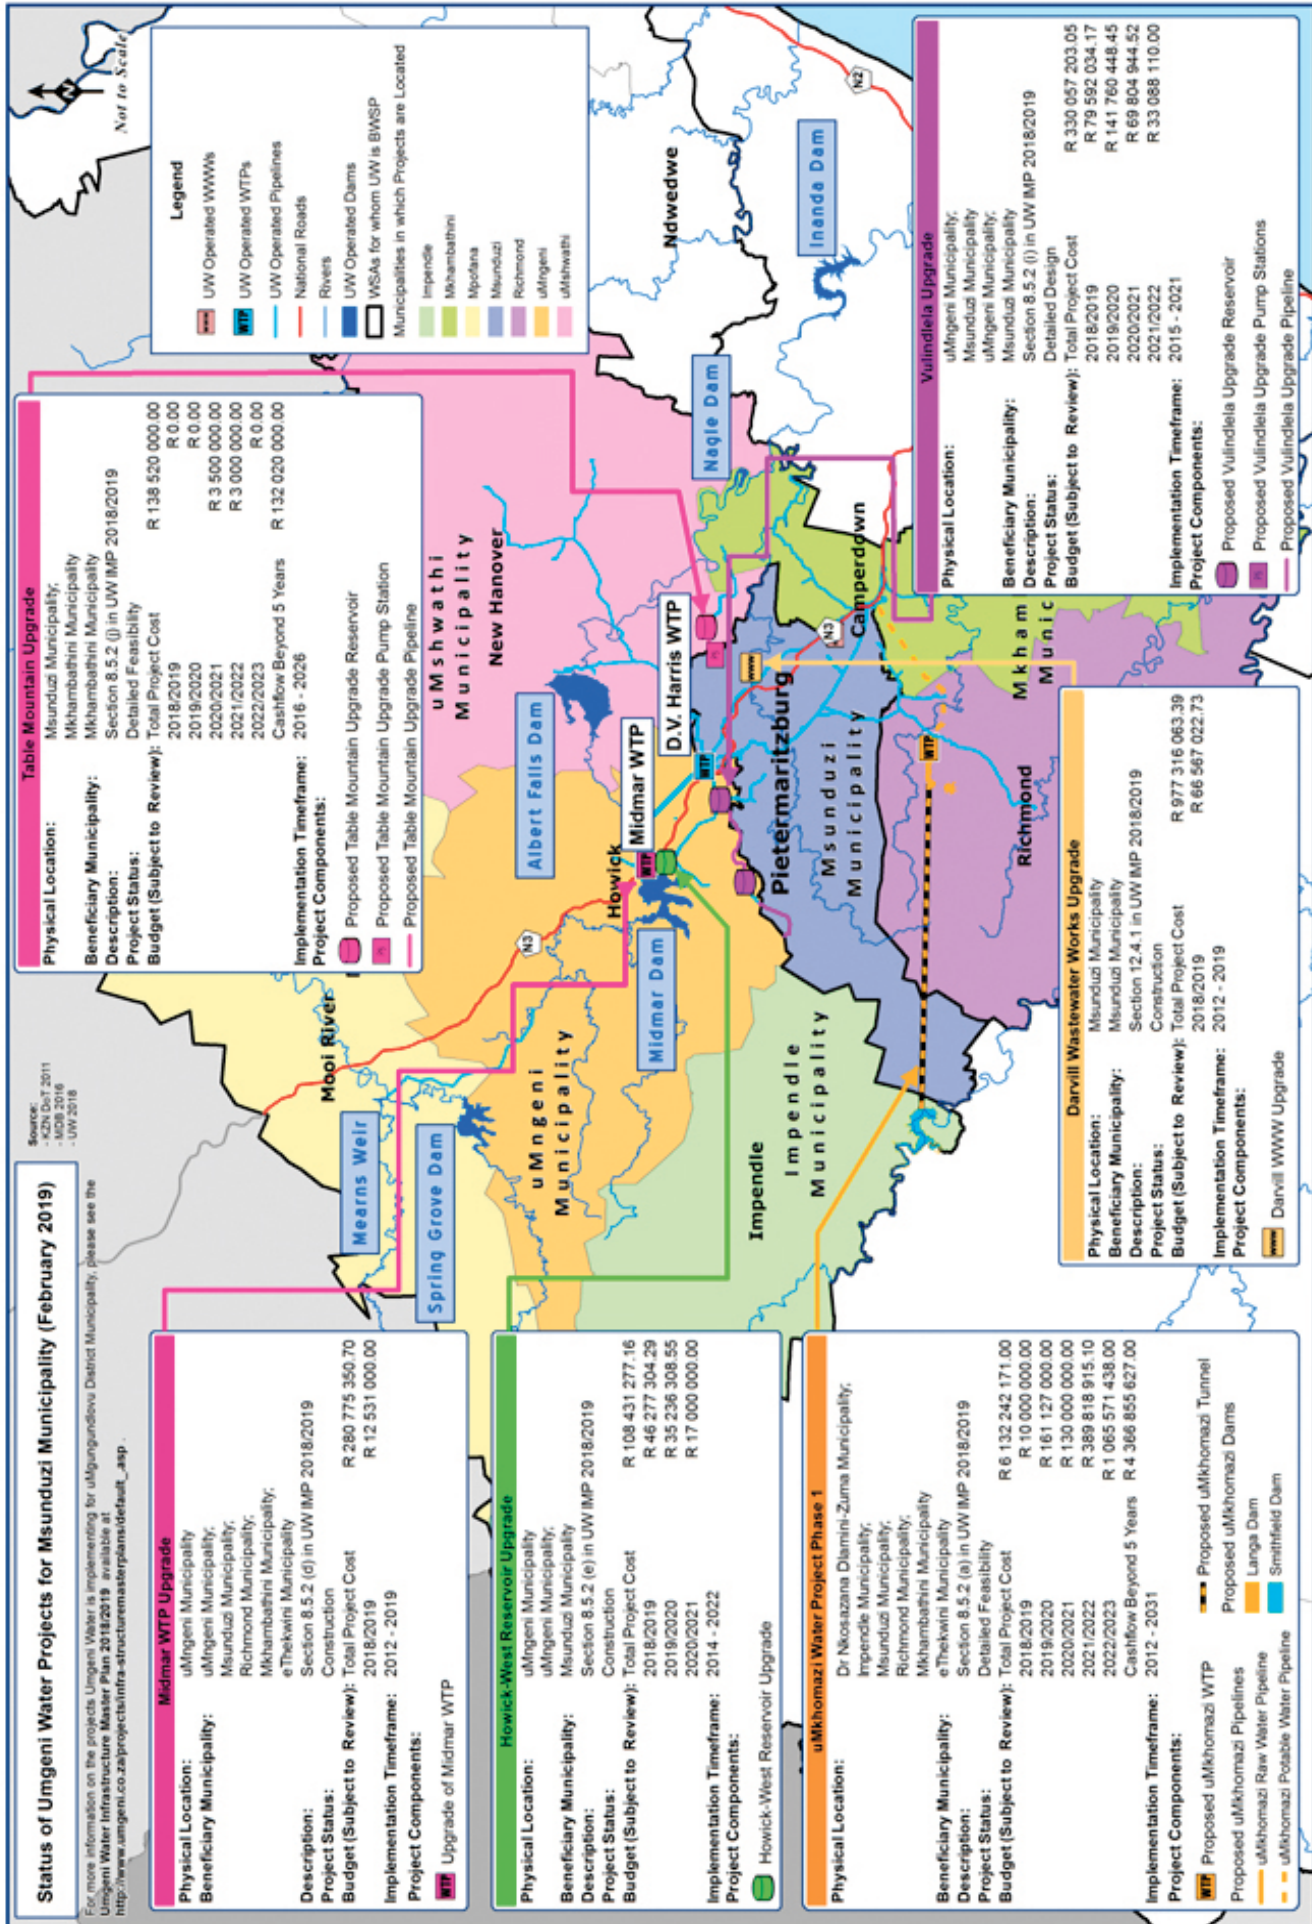 Status of Umgeni Water Projects for Msunduzi Municipality (February 2019)
For more information on the projects Umgeni Water is implementing for uMgungundlovu District Municipality, please see the
Umgeni Water Infrastructure Master Plan 2018/2019 available at
http://www.umgeni.co.za/projects/infra-structuremasterplans/default_asp .
Source:
- KZN DoT 2011
- MDB 2016
- UW 2018
N
Not to Scale
Midmar WTP Upgrade
Physical Location: uMngeni Municipality
Beneficiary Municipality: uMngeni Municipality;
Msunduzi Municipality;
Richmond Municipality;
Mkhambathini Municipality;
eThekwini Municipality
Description: Section 8.5.2 (d) in UW IMP 2018/2019
Project Status: Construction
Budget (Subject to Review): Total Project Cost R 280 775 350.70
2018/2019 R 12 531 000.00
Implementation Timeframe: 2012 - 2019
Project Components:
WTP Upgrade of Midmar WTP
Howick-West Reservoir Upgrade
Physical Location: uMngeni Municipality
uMngeni Municipality;
Beneficiary Municipality: Msunduzi Municipality
Description: Section 8.5.2 (e) in UW IMP 2018/2019
Project Status: Construction
Budget (Subject to Review): Total Project Cost R 108 431 277.16
2018/2019 R 46 277 304.29
2019/2020 R 35 236 308.55
2020/2021 R 17 000 000.00
Implementation Timeframe: 2014 - 2022
Project Components:
Howick-West Reservoir Upgrade
uMkhomazi Water Project Phase 1
Physical Location: Dr Nkosazana Dlamini-Zuma Municipality;
Impendle Municipality;
Msunduzi Municipality;
Richmond Municipality;
Mkhambathini Municipality
Beneficiary Municipality: eThekwini Municipality
Description: Section 8.5.2 (a) in UW IMP 2018/2019
Project Status: Detailed Feasibility
Budget (Subject to Review): Total Project Cost R 6 132 242 171.00
2018/2019 R 10 000 000.00
2019/2020 R 161 127 000.00
2020/2021 R 130 000 000.00
2021/2022 R 389 818 915.10
2022/2023 R 1 065 571 438.00
Cashflow Beyond 5 Years R 4 366 855 627.00
Implementation Timeframe: 2012 - 2031
Project Components:
WTP Proposed uMkhomazi WTP
Proposed uMkhomazi Tunnel
Proposed uMkhomazi Pipelines
Proposed uMkhomazi Dams
uMkhomazi Raw Water Pipeline
Langa Dam
uMkhomazi Potable Water Pipeline
Smithfield Dam
Table Mountain Upgrade
Physical Location: Msunduzi Municipality;
Mkhambathini Municipality
Beneficiary Municipality: Mkhambathini Municipality
Description: Section 8.5.2 (j) in UW IMP 2018/2019
Project Status: Detailed Feasibility
Budget (Subject to Review): Total Project Cost R 138 520 000.00
2018/2019 R 0.00
2019/2020 R 0.00
2020/2021 R 3 500 000.00
2021/2022 R 3 000 000.00
2022/2023 R 0.00
Cashflow Beyond 5 Years R 132 020 000.00
Implementation Timeframe: 2016 - 2026
Project Components:
Proposed Table Mountain Upgrade Reservoir
Proposed Table Mountain Upgrade Pump Station
Proposed Table Mountain Upgrade Pipeline
Legend
WWW UW Operated WWWs
WTP UW Operated WTPs
UW Operated Pipelines
National Roads
Rivers
UW Operated Dams
WSAs for whom UW is BWSP
Municipalities in which Projects are Located
Impendle
Mkhambathini
Mpofana
Msunduzi
Richmond
uMngeni
uMshwathi
Darvill Wastewater Works Upgrade
Physical Location: Msunduzi Municipality
Beneficiary Municipality: Msunduzi Municipality
Description: Section 12.4.1 in UW IMP 2018/2019
Project Status: Construction
Budget (Subject to Review): Total Project Cost R 977 316 063.39
2018/2019 R 66 567 022.73
Implementation Timeframe: 2012 - 2019
Project Components:
WWW Darvill WWW Upgrade
Vulindlela Upgrade
Physical Location: uMngeni Municipality;
Msunduzi Municipality
uMngeni Municipality;
Beneficiary Municipality: Msunduzi Municipality
Description: Section 8.5.2 (i) in UW IMP 2018/2019
Project Status: Detailed Design
Budget (Subject to Review): Total Project Cost R 330 057 203.05
2018/2019 R 79 592 034.17
2019/2020 R 141 760 448.45
2020/2021 R 69 804 944.52
2021/2022 R 33 088 110.00
Implementation Timeframe: 2015 - 2021
Project Components:
Proposed Vulindlela Upgrade Reservoir
Proposed Vulindlela Upgrade Pump Stations
Proposed Vulindlela Upgrade Pipeline
Mooi River
Mearns Weir
Spring Grove Dam
uMngeni
Municipality
Midmar Dam
Howick
N3
WTP
Midmar WTP
Albert Falls Dam
uMshwathi
Municipality
New Hanover
D.V. Harris WTP
WTP
Nagle Dam
Ndwedwe
Inanda Dam
N2
Impendle
Impendle
Municipality
Pietermaritzburg
Msunduzi
Municipality
WWW
N3
Camperdown
Mkham
Munic
WTP
Richmond